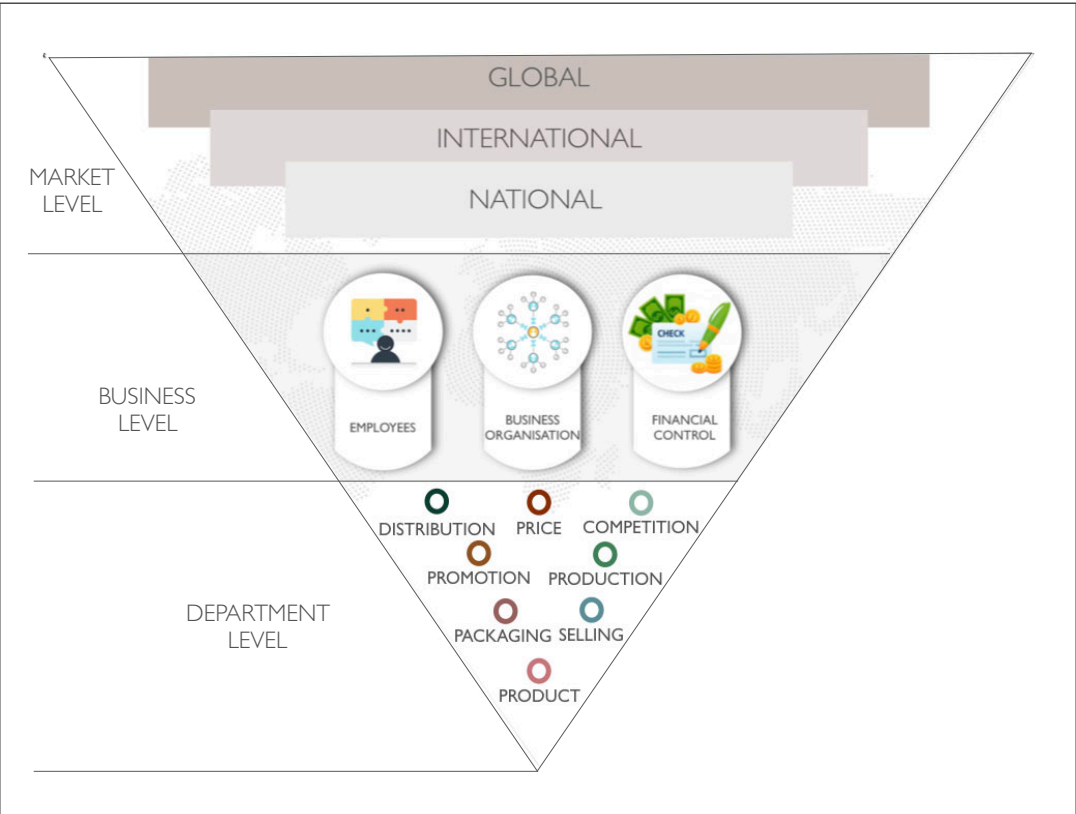 GLOBAL
INTERNATIONAL
NATIONAL
MARKET
LEVEL
BUSINESS
LEVEL
CHECK
EMPLOYEES
BUSINESS
ORGANISATION
FINANCIAL
CONTROL
DEPARTMENT
LEVEL
DISTRIBUTION
PRICE
COMPETITION
PROMOTION
PRODUCTION
PACKAGING
SELLING
PRODUCT